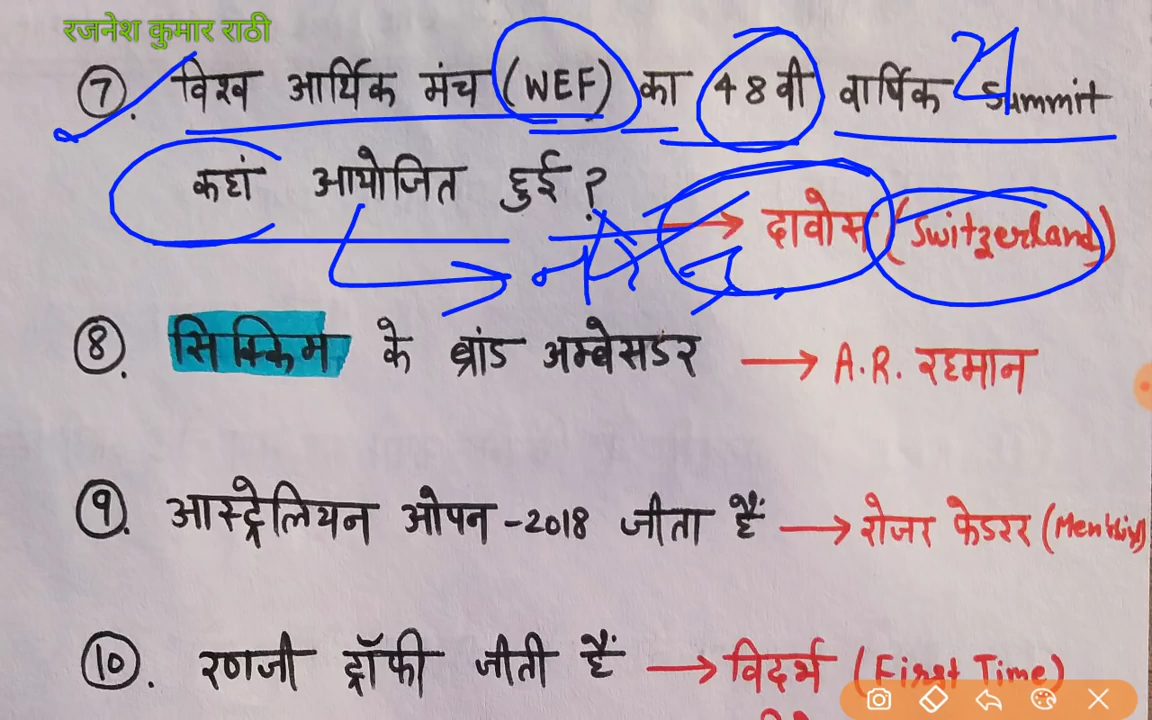 रजनेश कुमार राठी
7. विश्व आर्थिक मंच (WEF) का 48वी वार्षिक Summit
कहां आयोजित हुई? → दावोस (Switzerland)
8. सिक्किम के ब्रांड अम्बेसडर → A.R. रहमान
9. आस्ट्रेलियन ओपन -2018 जीता हैं → रोजर फेडरर (Men
10. रणजी ट्रॉफी जीती हैं → विदर्भ (First Time)